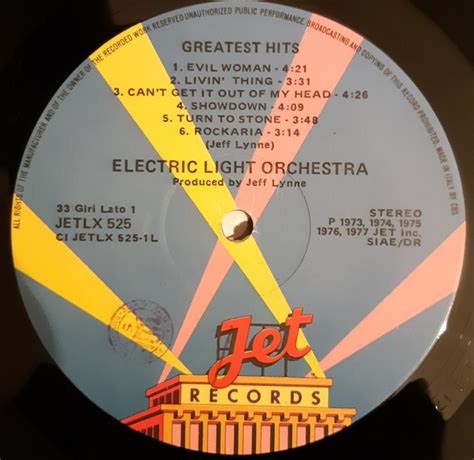 ALL RIGHTS OF THE MANUFACTURER AND OF THE OWNER OF THE RECORDED WORK RESERVED UNAUTHORIZED PUBLIC PERFORMANCE, BROADCASTING AND COPYING OF THIS RECORD PROHIBITED. MADE IN ITALY BY CBS
GREATEST HITS
1. EVIL WOMAN - 4:21
2. LIVIN' THING - 3:31
3. CAN'T GET IT OUT OF MY HEAD - 4:26
4. SHOWDOWN - 4:09
5. TURN TO STONE - 3:48
6. ROCKARIA - 3:14
(Jeff Lynne)
ELECTRIC LIGHT ORCHESTRA
Produced by Jeff Lynne
33 Giri Lato 1
JETLX 525
CI JETLX 525-1L
STEREO
P 1973, 1974, 1975
1976, 1977 JET Inc.
SIAE/DR
Jet
RECORDS